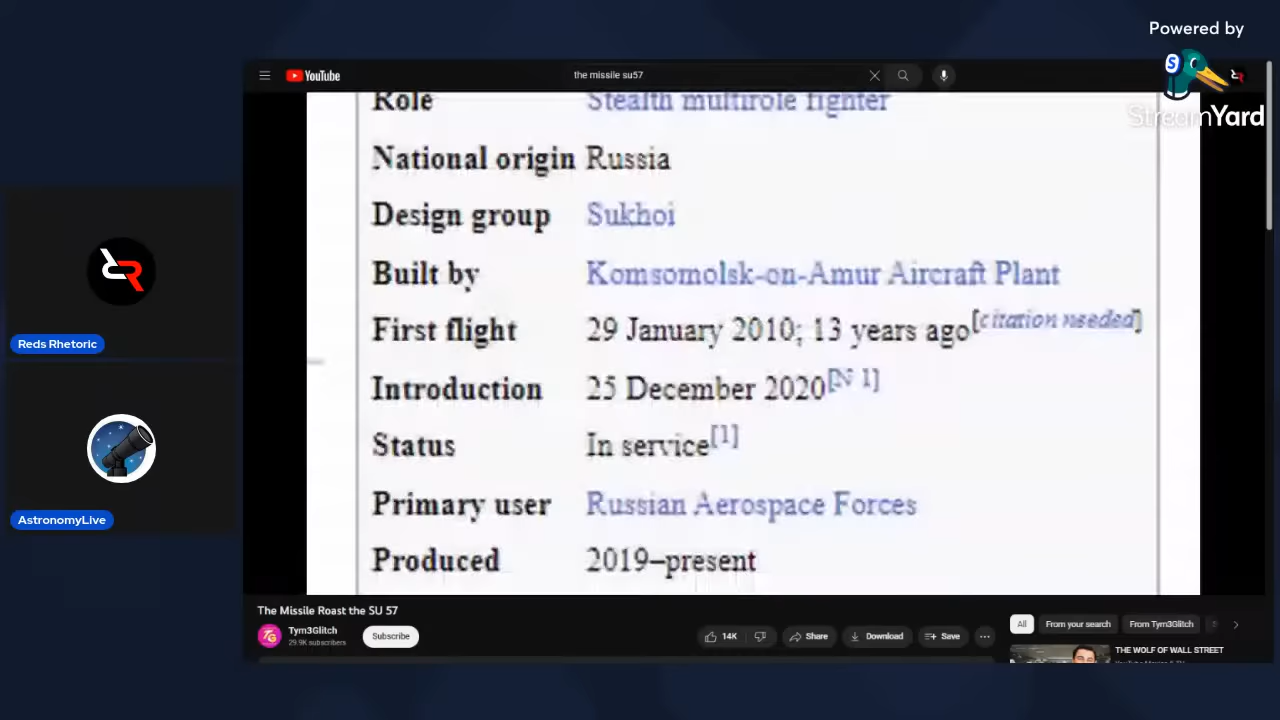 Powered by
StreamYard
YouTube
the missile su57
Role Stealth multirole fighter
National origin Russia
Design group Sukhoi
Built by Komsomolsk-on-Amur Aircraft Plant
First flight 29 January 2010; 13 years ago[citation needed]
Introduction 25 December 2020[N 1]
Status In service[1]
Primary user Russian Aerospace Forces
Produced 2019–present
Reds Rhetoric
AstronomyLive
The Missile Roast the SU 57
Tym3Glitch
29.9K subscribers
Subscribe
14K
Share
Download
Save
All
From your search
From Tym3Glitch
THE WOLF OF WALL STREET